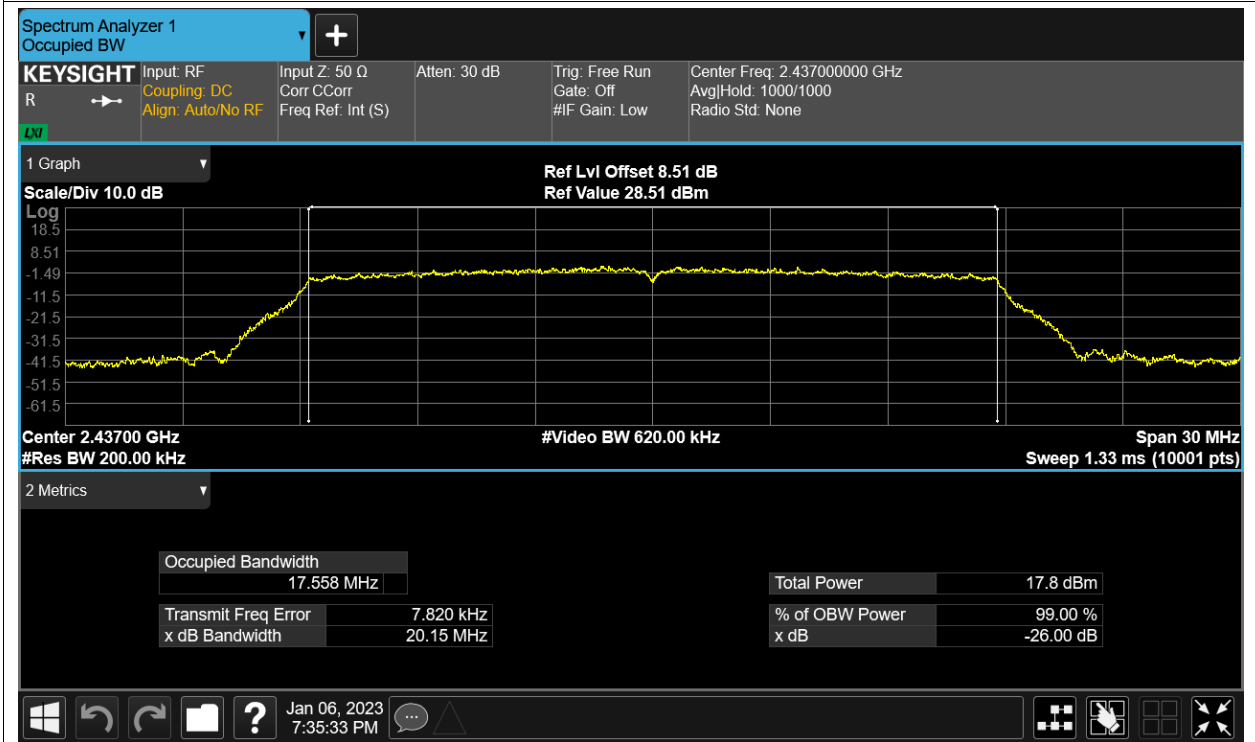 Spectrum Analyzer 1
Occupied BW
KEYSIGHT
R
LXI
Input: RF
Coupling: DC
Align: Auto/No RF
Input Z: 50 Ω
Corr CCorr
Freq Ref: Int (S)
Atten: 30 dB
Trig: Free Run
Gate: Off
#IF Gain: Low
Center Freq: 2.437000000 GHz
Avg|Hold: 1000/1000
Radio Std: None
1 Graph
Scale/Div 10.0 dB
Ref Lvl Offset 8.51 dB
Ref Value 28.51 dBm
Log
18.5
8.51
-1.49
-11.5
-21.5
-31.5
-41.5
-51.5
-61.5
Center 2.43700 GHz
#Video BW 620.00 kHz
Span 30 MHz
#Res BW 200.00 kHz
Sweep 1.33 ms (10001 pts)
2 Metrics
Occupied Bandwidth
17.558 MHz
Total Power 17.8 dBm
Transmit Freq Error 7.820 kHz
% of OBW Power 99.00 %
x dB Bandwidth 20.15 MHz
x dB -26.00 dB
?
Jan 06, 2023
7:35:33 PM